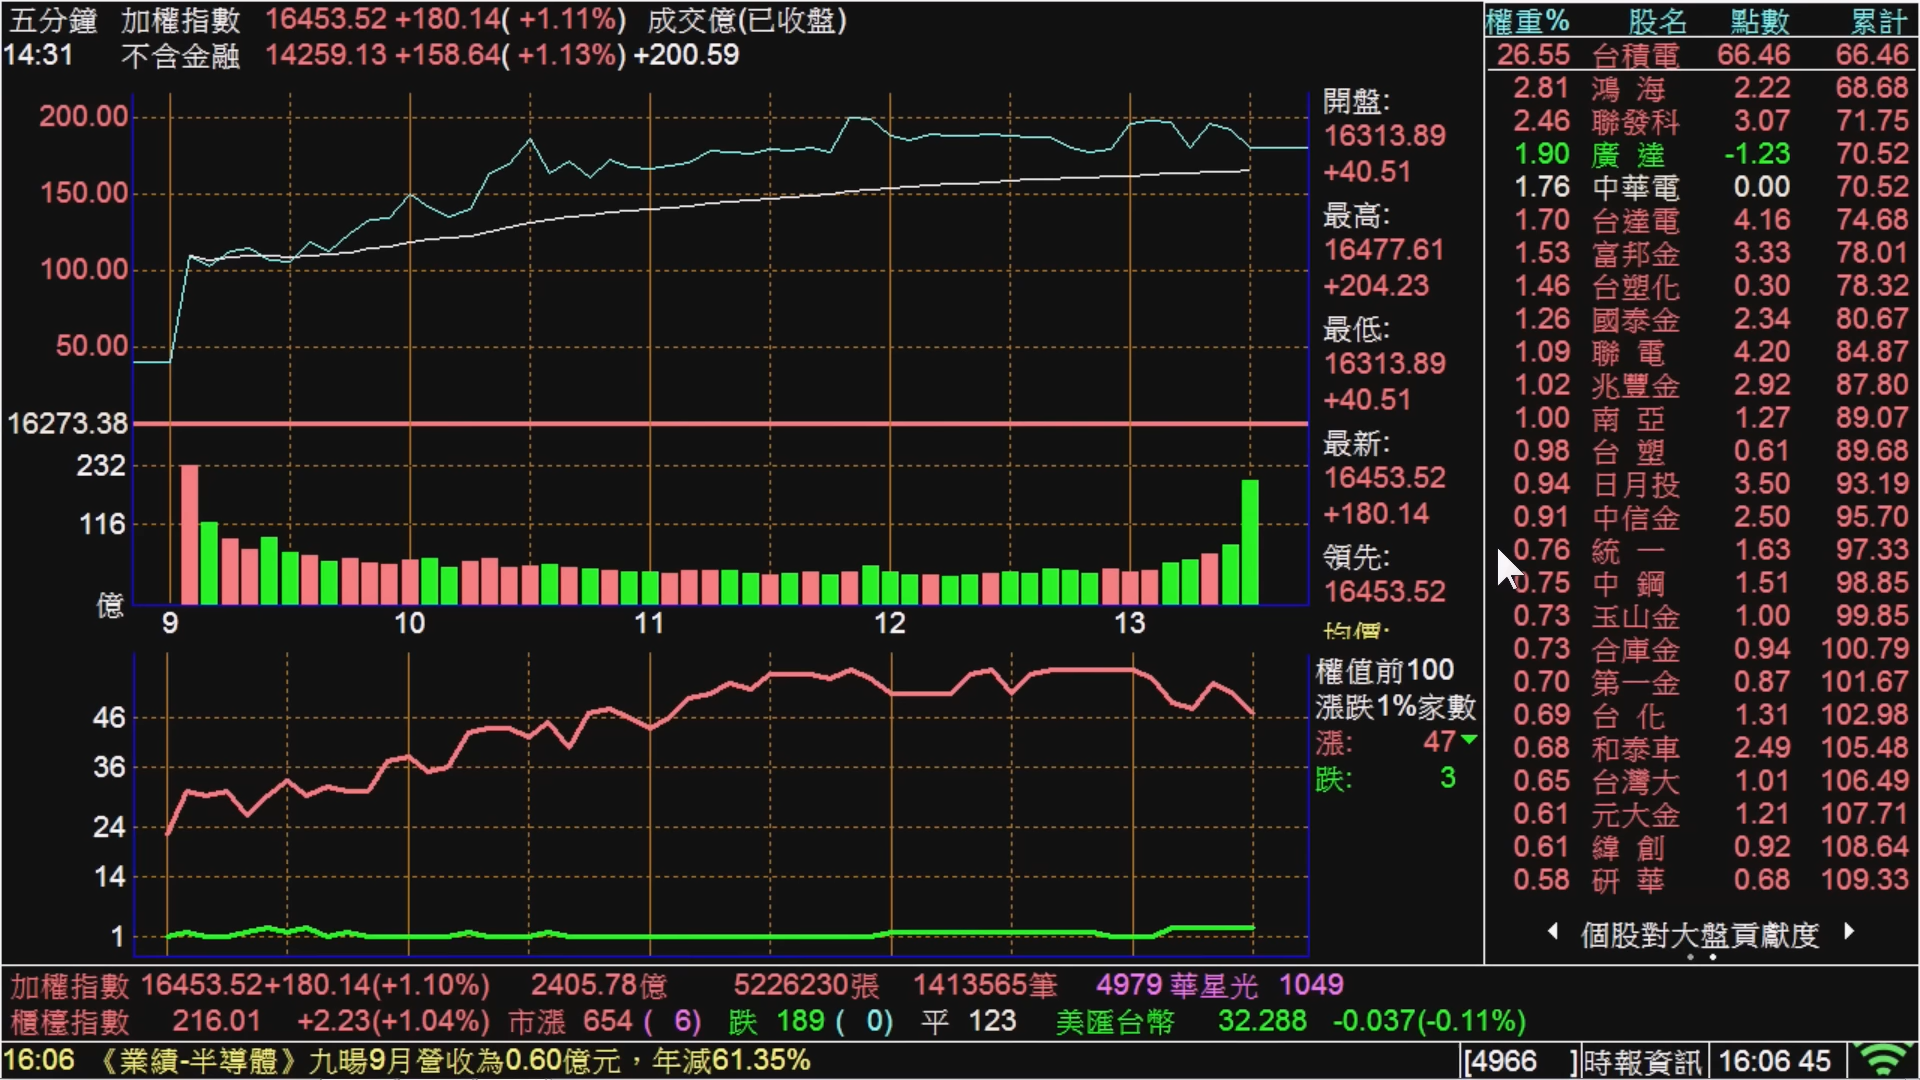 五分鐘 加權指數 16453.52 +180.14( +1.11%) 成交億(已收盤)
14:31 不含金融 14259.13 +158.64( +1.13%) +200.59
200.00
150.00
100.00
50.00
16273.38
232
116
億
9 10 11 12 13
開盤:
16313.89
+40.51
最高:
16477.61
+204.23
最低:
16313.89
+40.51
最新:
16453.52
+180.14
領先:
16453.52
均價:
46
36
24
14
1
權值前100
漲跌1%家數
漲: 47
跌: 3
權重% 股名 點數 累計
26.55 台積電 66.46 66.46
2.81 鴻 海 2.22 68.68
2.46 聯發科 3.07 71.75
1.90 廣 達 -1.23 70.52
1.76 中華電 0.00 70.52
1.70 台達電 4.16 74.68
1.53 富邦金 3.33 78.01
1.46 台塑化 0.30 78.32
1.26 國泰金 2.34 80.67
1.09 聯 電 4.20 84.87
1.02 兆豐金 2.92 87.80
1.00 南 亞 1.27 89.07
0.98 台 塑 0.61 89.68
0.94 日月投 3.50 93.19
0.91 中信金 2.50 95.70
0.76 統 一 1.63 97.33
0.75 中 鋼 1.51 98.85
0.73 玉山金 1.00 99.85
0.73 合庫金 0.94 100.79
0.70 第一金 0.87 101.67
0.69 台 化 1.31 102.98
0.68 和泰車 2.49 105.48
0.65 台灣大 1.01 106.49
0.61 元大金 1.21 107.71
0.61 緯 創 0.92 108.64
0.58 研 華 0.68 109.33
個股對大盤貢獻度
加權指數 16453.52+180.14(+1.10%) 2405.78億 5226230張 1413565筆 4979 華星光 1049
櫃檯指數 216.01 +2.23(+1.04%) 市漲 654 ( 6) 跌 189 ( 0) 平 123 美匯台幣 32.288 -0.037(-0.11%)
16:06 《業績-半導體》九暘9月營收為0.60億元，年減61.35% [4966 ] 時報資訊 16:06 45